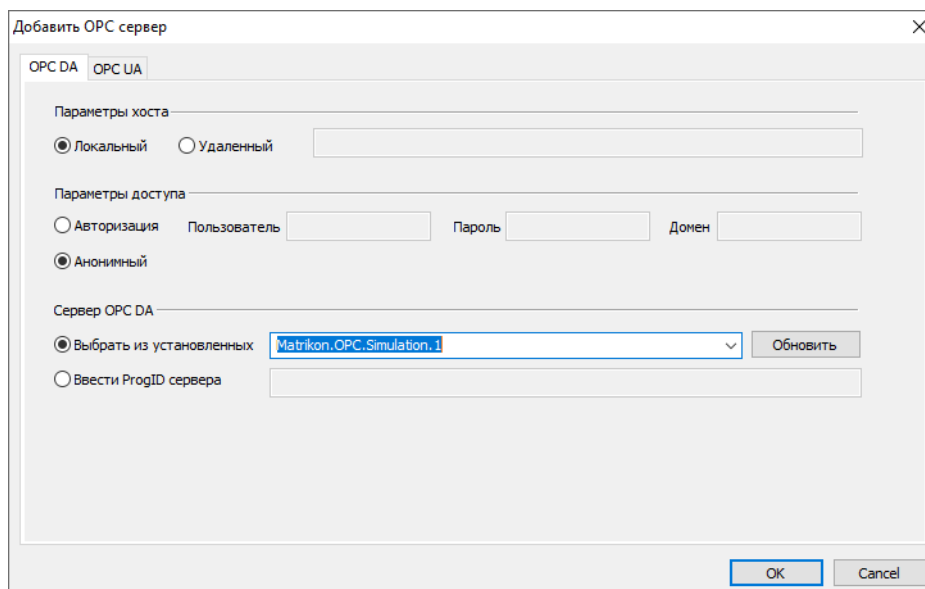 Добавить OPC сервер
OPC DA OPC UA
Параметры хоста
Локальный Удаленный
Параметры доступа
Авторизация Пользователь Пароль Домен
Анонимный
Сервер OPC DA
Выбрать из установленных Matrikon.OPC.Simulation.1 Обновить
Ввести ProgID сервера
OK Cancel